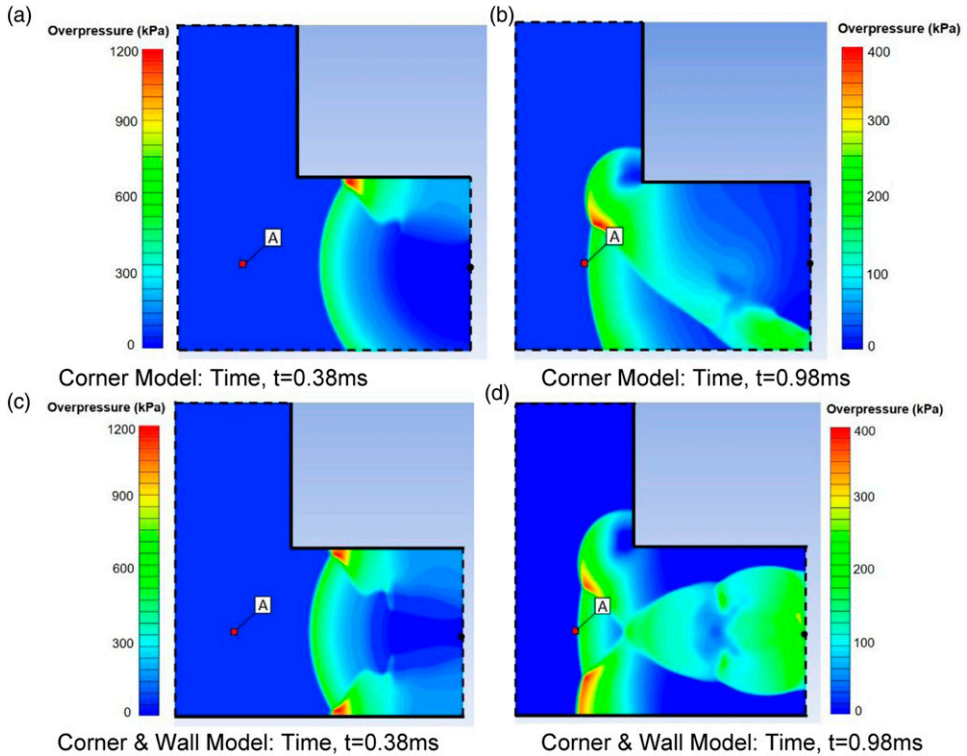 (a)
Overpressure (kPa)
1200
900
600
300
0
A
Corner Model: Time, t=0.38ms
(b)
Overpressure (kPa)
400
300
200
100
0
A
Corner Model: Time, t=0.98ms
(c)
Overpressure (kPa)
1200
900
600
300
0
A
Corner & Wall Model: Time, t=0.38ms
(d)
Overpressure (kPa)
400
300
200
100
0
A
Corner & Wall Model: Time, t=0.98ms